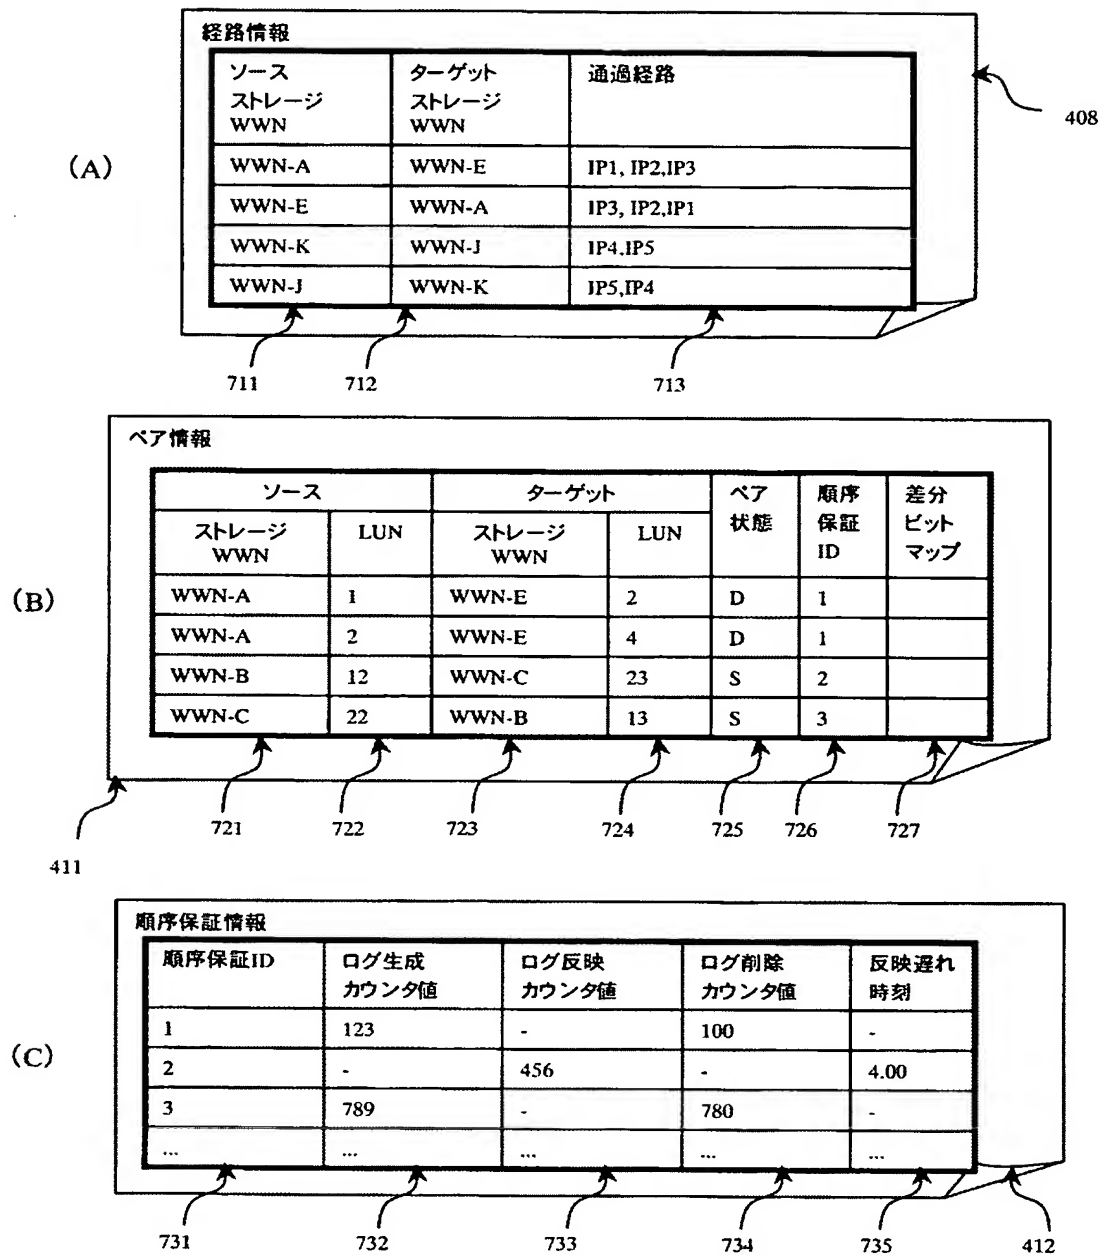 経路情報
ソース
ストレージ
WWN
ターゲット
ストレージ
WWN
通過経路
408
(A)
WWN-A WWN-E IP1, IP2,IP3
WWN-E WWN-A IP3, IP2,IP1
WWN-K WWN-J IP4,IP5
WWN-J WWN-K IP5,IP4
711 712 713
ペア情報
ソース ターゲット
ストレージ
WWN
LUN
ストレージ
WWN
LUN
ペア
状態
順序
保証
ID
差分
ビット
マップ
(B)
WWN-A 1 WWN-E 2 D 1
WWN-A 2 WWN-E 4 D 1
WWN-B 12 WWN-C 23 S 2
WWN-C 22 WWN-B 13 S 3
721 722 723 724 725 726 727
411
順序保証情報
順序保証ID
ログ生成
カウンタ値
ログ反映
カウンタ値
ログ削除
カウンタ値
反映遅れ
時刻
(C)
1 123 - 100 -
2 - 456 - 4.00
3 789 - 780 -
... ... ... ... ...
731 732 733 734 735 412